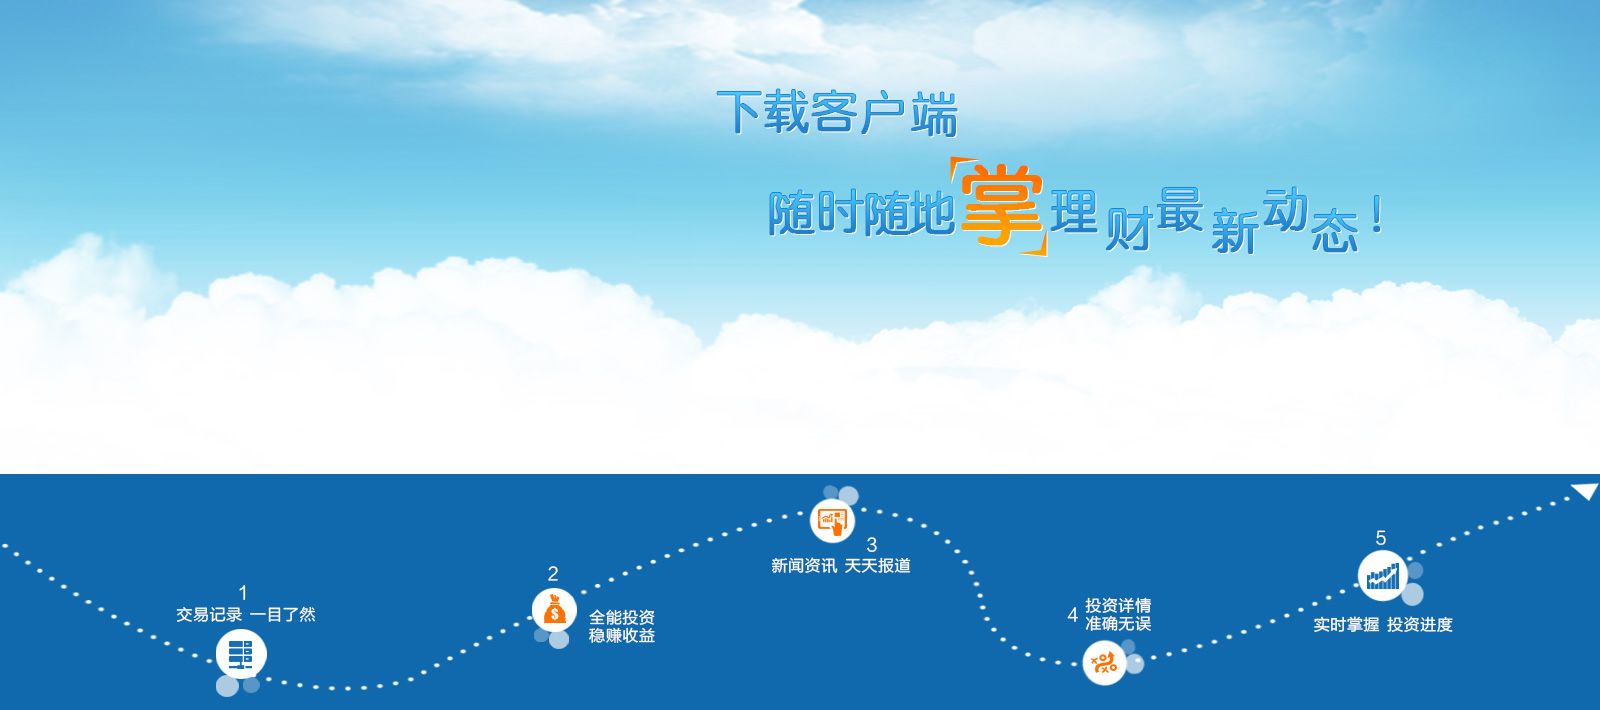 下载客户端
随时随地掌理财最新动态！
1
交易记录 一目了然
2
全能投资
稳赚收益
3
新闻资讯 天天报道
4
投资详情
准确无误
5
实时掌握 投资进度